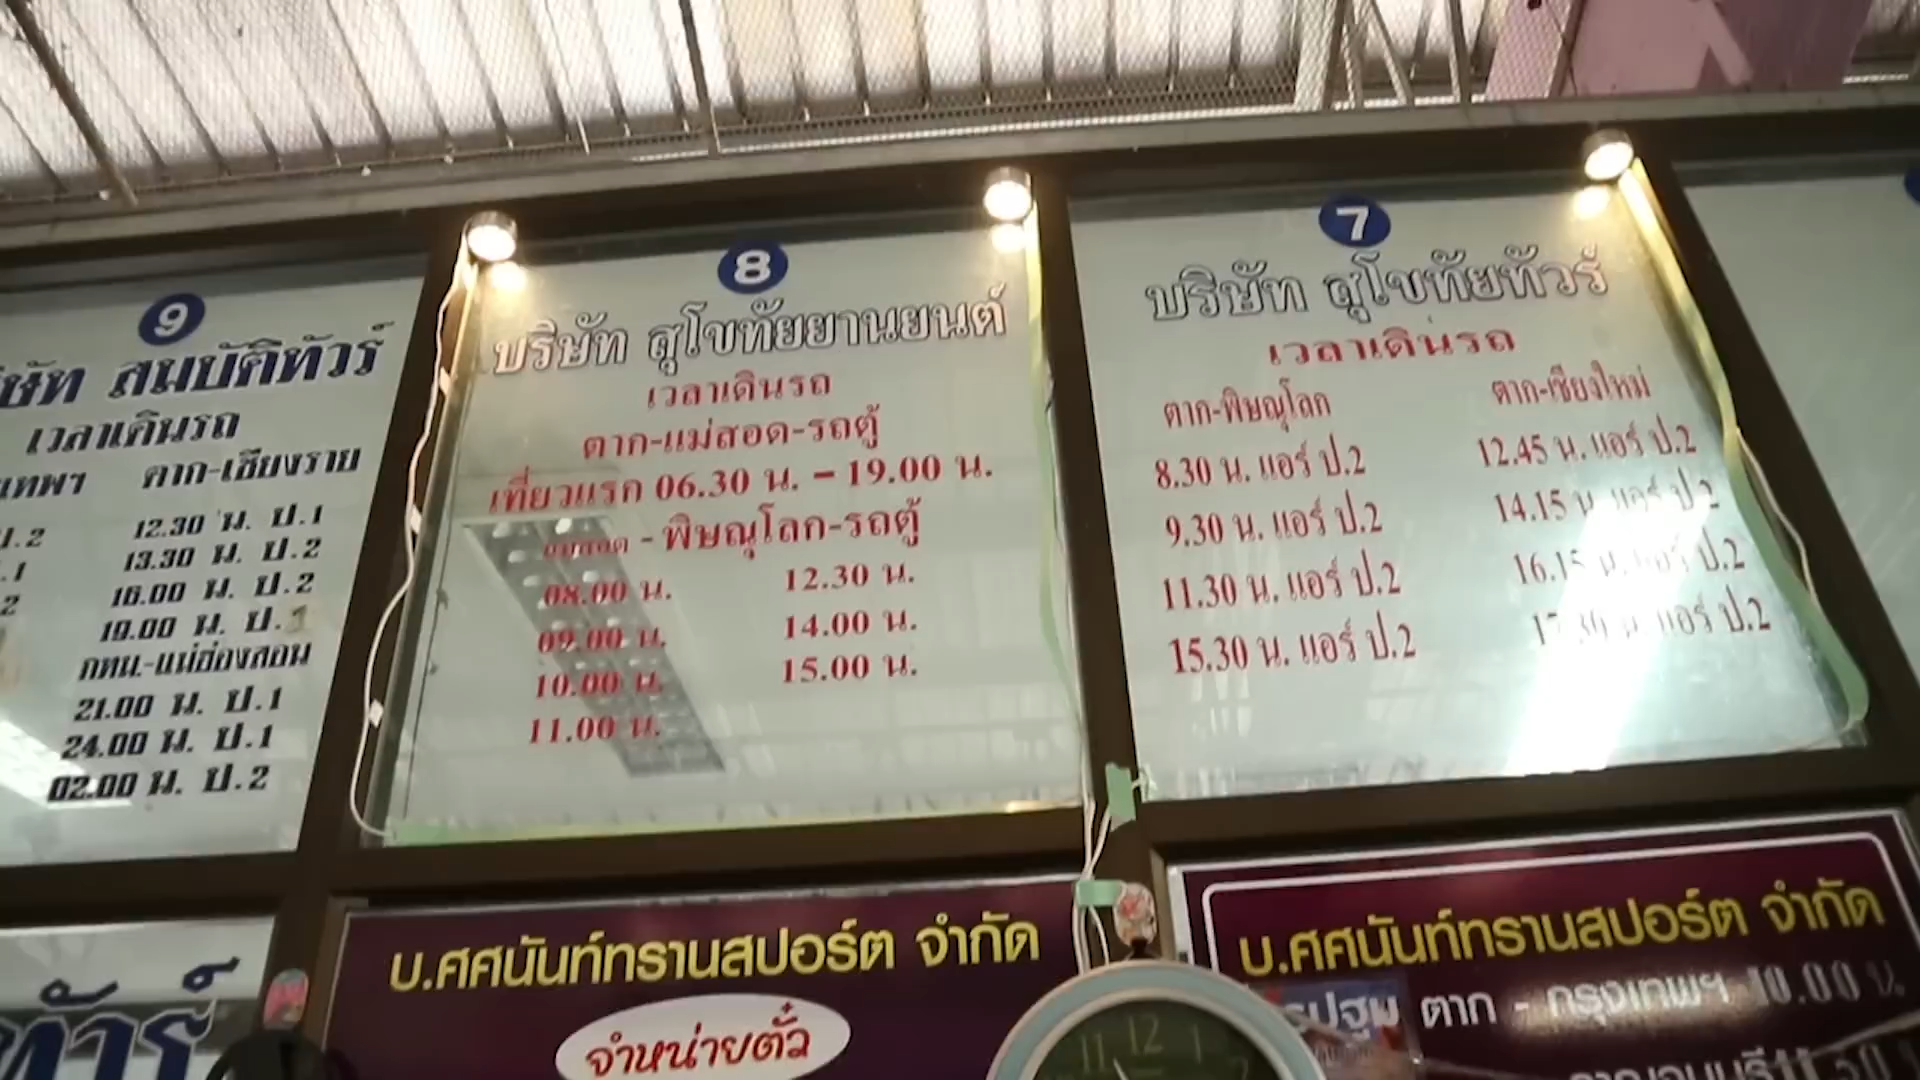 9
สมบัติทัวร์
เวลาเดินรถ
ตาก-เชียงราย
12.30 น. ป.1
13.30 น. ป.2
16.00 น. ป.2
19.00 น. ป.1
กทม.-แม่ฮ่องสอน
21.00 น. ป.1
24.00 น. ป.1
02.00 น. ป.2
8
บริษัท สุโขทัยยานยนต์
เวลาเดินรถ
ตาก-แม่สอด-รถตู้
เที่ยวแรก 06.30 น. - 19.00 น.
แม่สอด - พิษณุโลก-รถตู้
08.00 น. 12.30 น.
09.00 น. 14.00 น.
10.00 น. 15.00 น.
11.00 น.
7
บริษัท สุโขทัยทัวร์
เวลาเดินรถ
ตาก-พิษณุโลก ตาก-เชียงใหม่
8.30 น. แอร์ ป.2 12.45 น. แอร์ ป.2
9.30 น. แอร์ ป.2 14.15 น. แอร์ ป.2
11.30 น. แอร์ ป.2 16.15 น. แอร์ ป.2
15.30 น. แอร์ ป.2 แอร์ ป.2
ทัวร์
บ.ศศนันท์ทรานสปอร์ต จำกัด
จำหน่ายตั๋ว
บ.ศศนันท์ทรานสปอร์ต จำกัด
ตาก - กรุงเทพฯ 10.00 น.
11 12 1